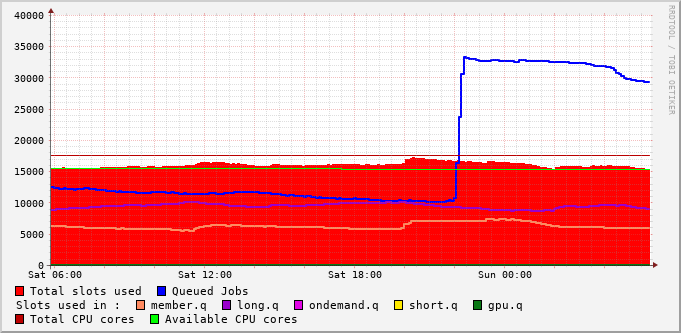 40000
35000
30000
25000
20000
15000
10000
5000
0
Sat 06:00 Sat 12:00 Sat 18:00 Sun 00:00
RRDTOOL / TOBI OETIKER
Total slots used Queued Jobs
Slots used in : member.q long.q ondemand.q short.q gpu.q
Total CPU cores Available CPU cores